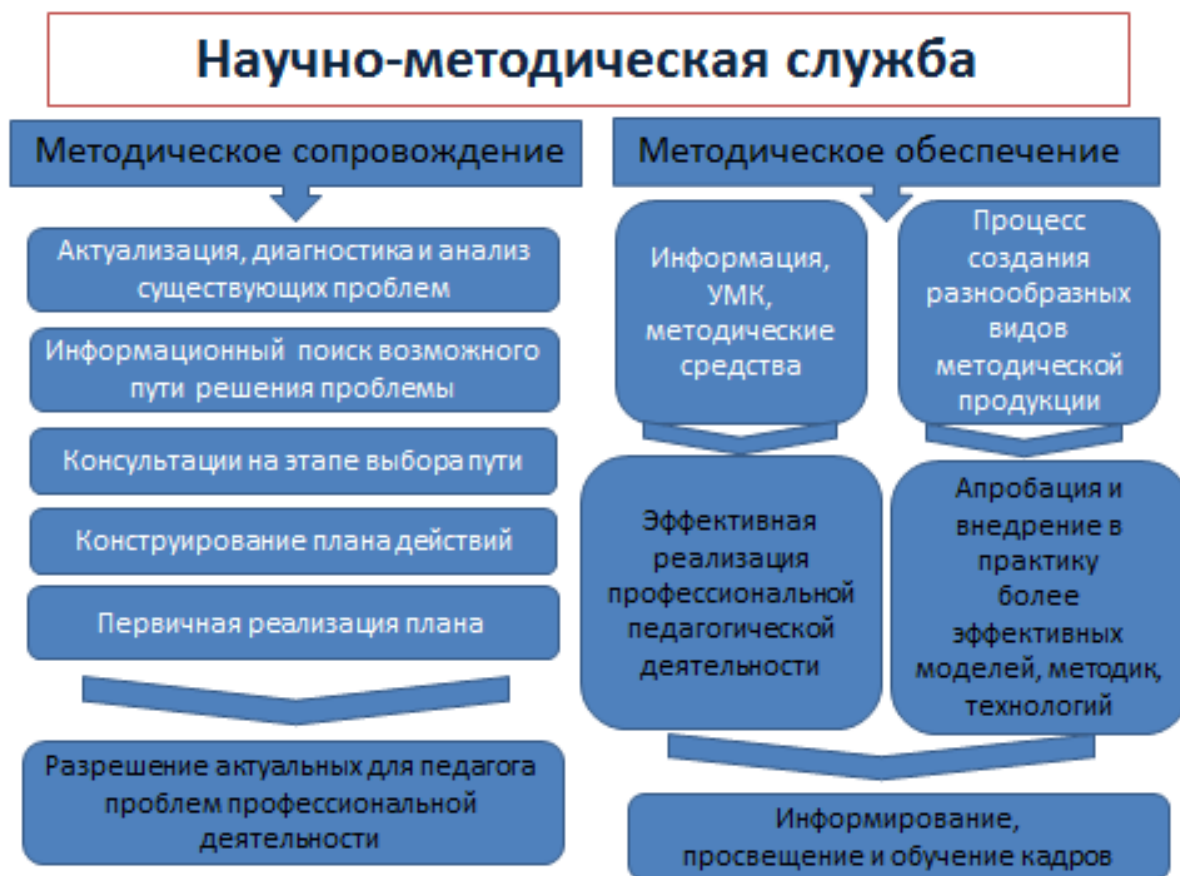 Научно-методическая служба
Методическое сопровождение
Актуализация, диагностика и анализ
существующих проблем
Информационный поиск возможного
пути решения проблемы
Консультации на этапе выбора пути
Конструирование плана действий
Первичная реализация плана
Разрешение актуальных для педагога
проблем профессиональной
деятельности
Методическое обеспечение
Информация,
УМК,
методические
средства
Эффективная
реализация
профессиональной
педагогической
деятельности
Процесс
создания
разнообразных
видов
методической
продукции
Апробация и
внедрение в
практику
более
эффективных
моделей, методик,
технологий
Информирование,
просвещение и обучение кадров